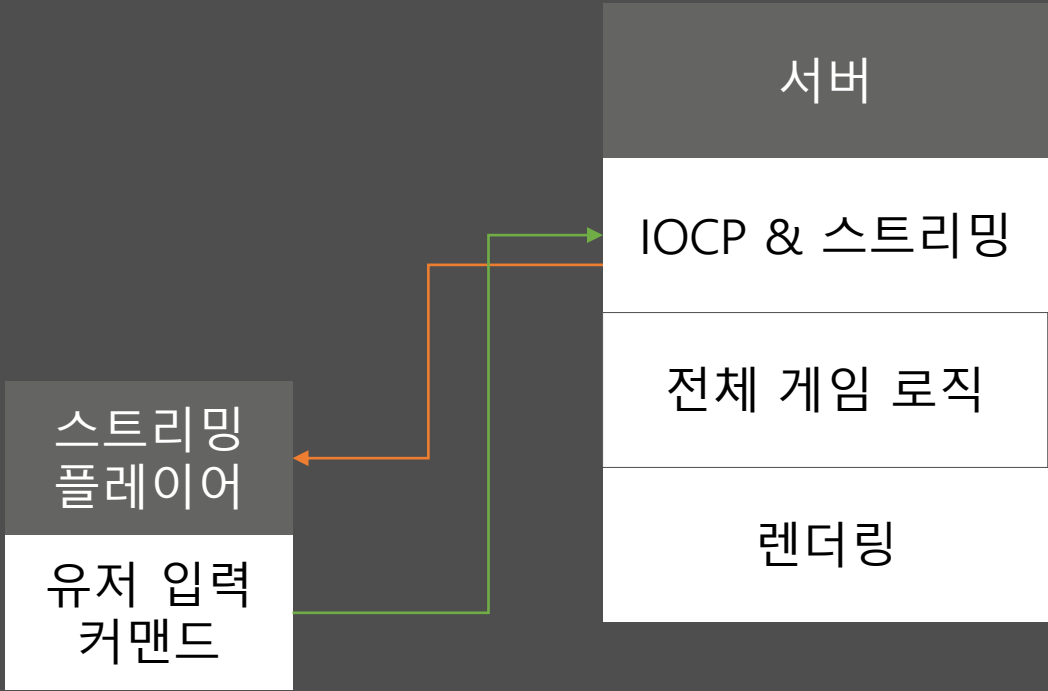 서버
IOCP & 스트리밍
전체 게임 로직
렌더링
스트리밍
플레이어
유저 입력
커맨드